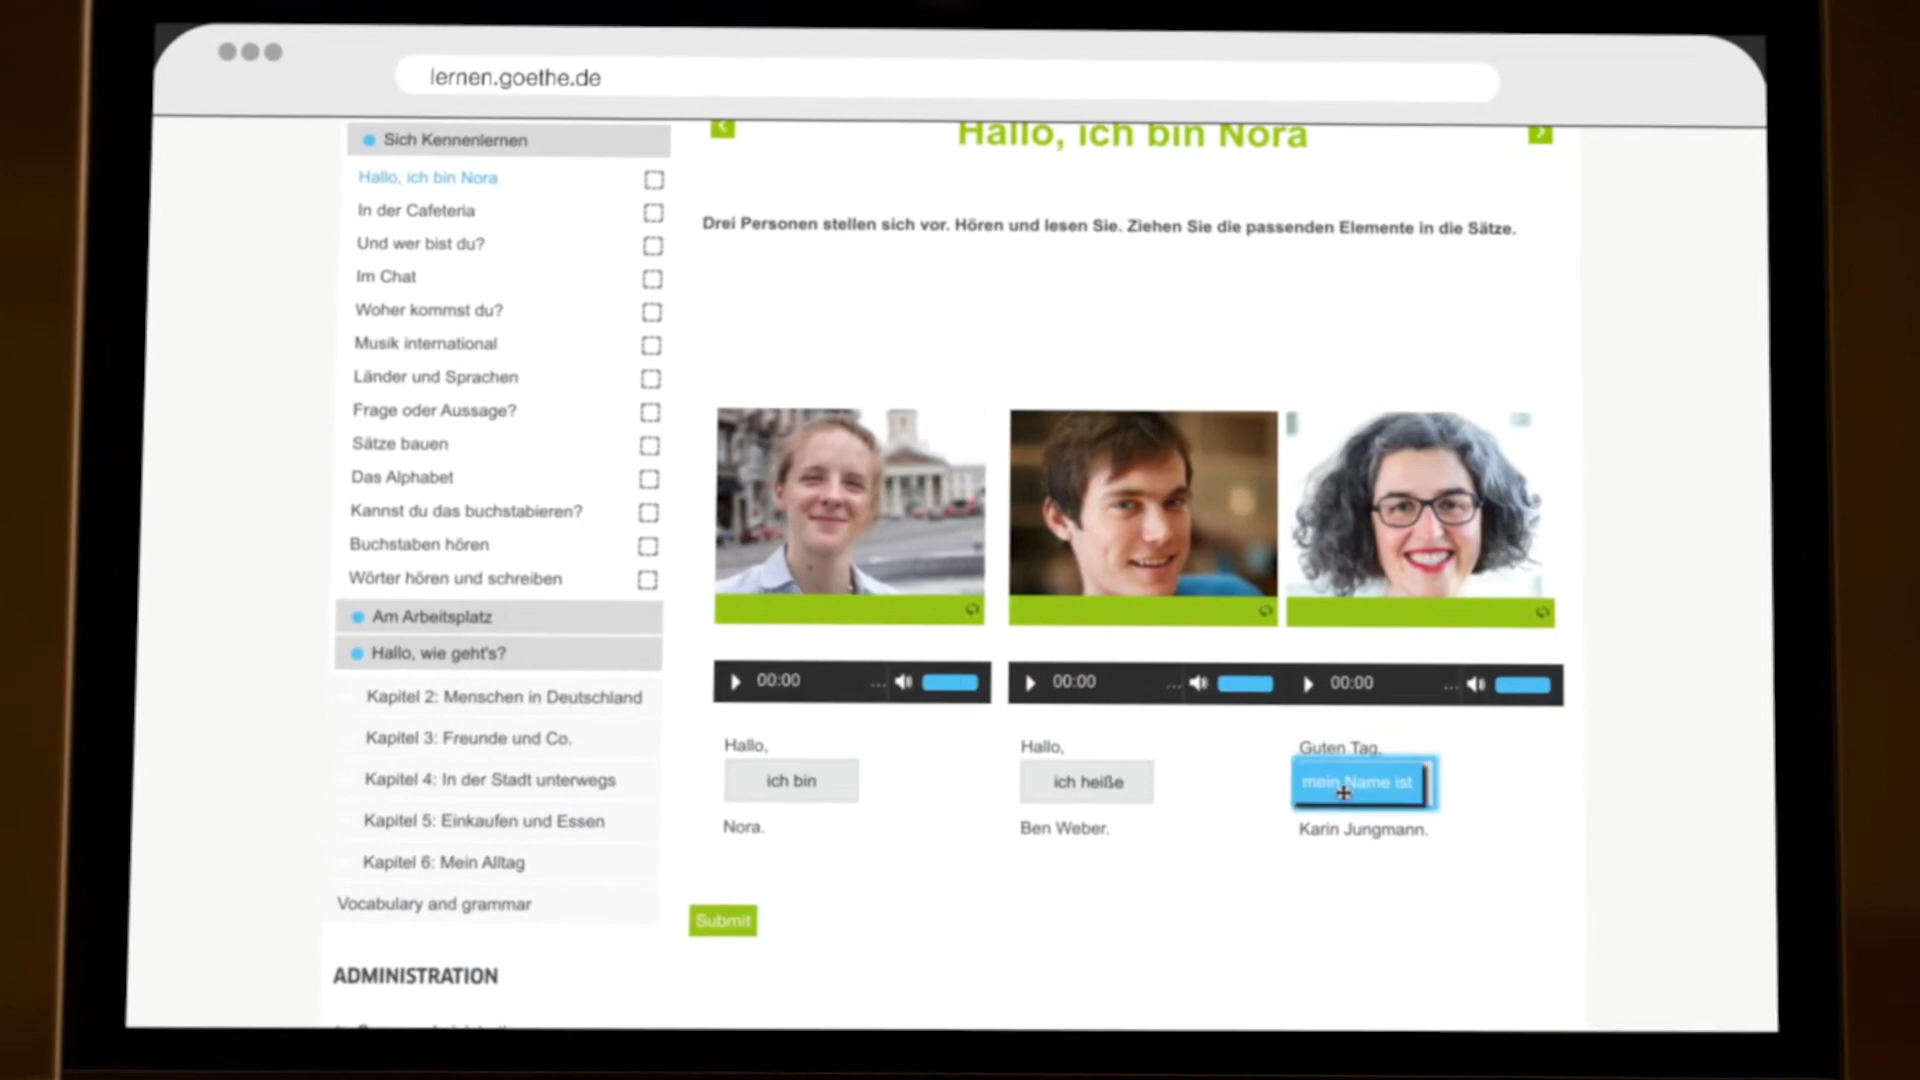 lernen.goethe.de
Sich Kennenlernen
Hallo, ich bin Nora
In der Cafeteria
Und wer bist du?
Im Chat
Woher kommst du?
Musik international
Länder und Sprachen
Frage oder Aussage?
Sätze bauen
Das Alphabet
Kannst du das buchstabieren?
Buchstaben hören
Wörter hören und schreiben
Am Arbeitsplatz
Hallo, wie geht's?
Kapitel 2: Menschen in Deutschland
Kapitel 3: Freunde und Co.
Kapitel 4: In der Stadt unterwegs
Kapitel 5: Einkaufen und Essen
Kapitel 6: Mein Alltag
Vocabulary and grammar
ADMINISTRATION
Hallo, ich bin Nora
Drei Personen stellen sich vor. Hören und lesen Sie. Ziehen Sie die passenden Elemente in die Sätze.
00:00 ...
00:00 ...
00:00 ...
Hallo,
ich bin
Nora.
Hallo,
ich heiße
Ben Weber.
Guten Tag,
mein Name ist
Karin Jungmann.
Submit